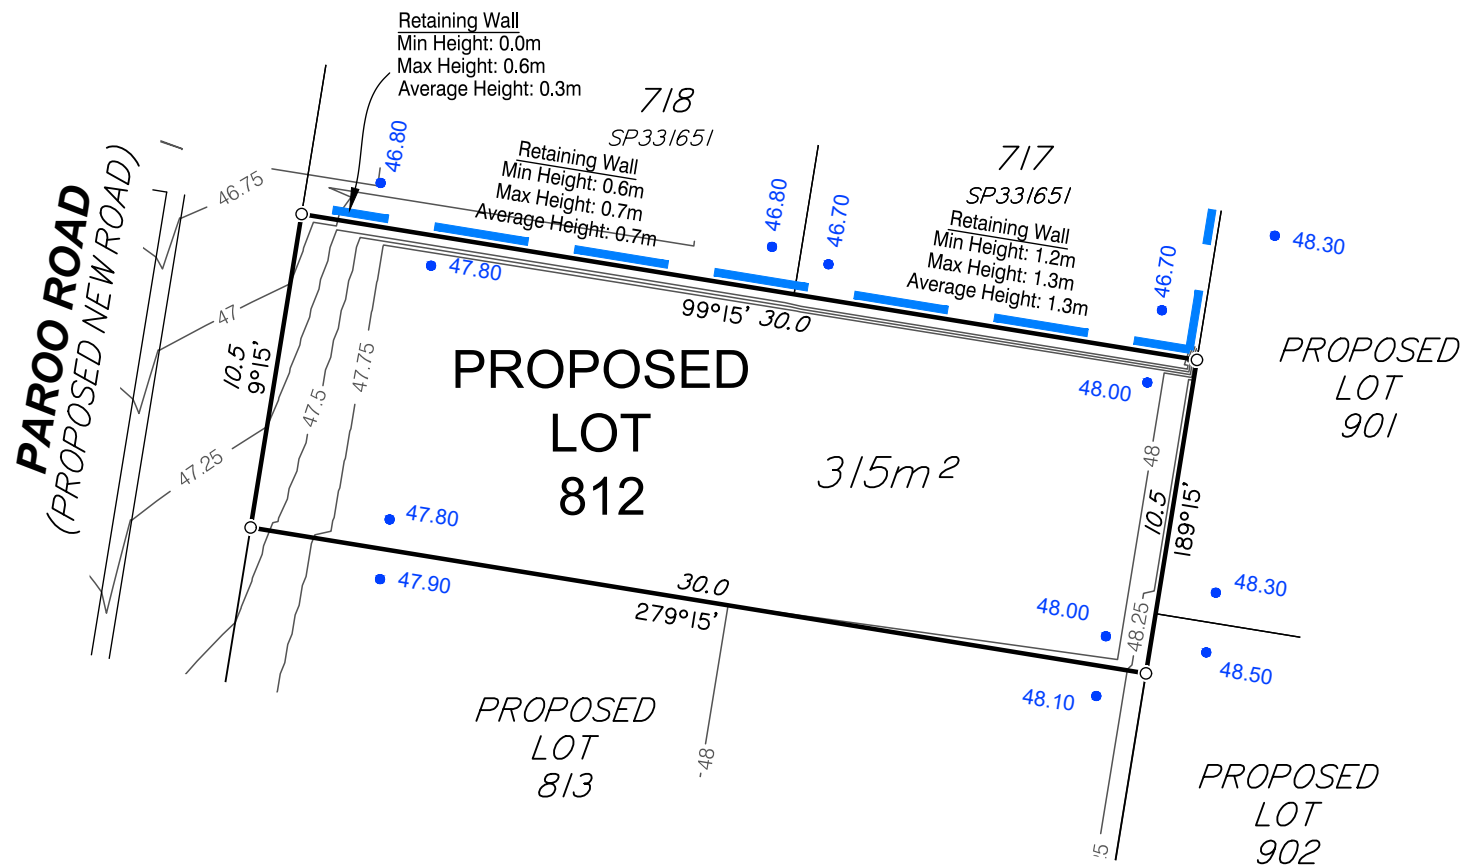 Retaining Wall
Min Height: 0.0m
Max Height: 0.6m
Average Height: 0.3m
718
SP331651
Retaining Wall
Min Height: 0.6m
Max Height: 0.7m
Average Height: 0.7m
717
SP331651
Retaining Wall
Min Height: 1.2m
Max Height: 1.3m
Average Height: 1.3m
46.80
46.80
46.70
46.70
48.30
46.75
47
47.25
PAROO ROAD
(PROPOSED NEW ROAD)
10.5
9°15'
47.5
47.75
47.80
99°15' 30.0
48.00
PROPOSED
LOT
812
315m²
PROPOSED
LOT
901
48
10.5
189°15'
47.80
47.90
30.0
279°15'
48.00
48.25
48.30
48.50
48.10
PROPOSED
LOT
813
48
PROPOSED
LOT
902